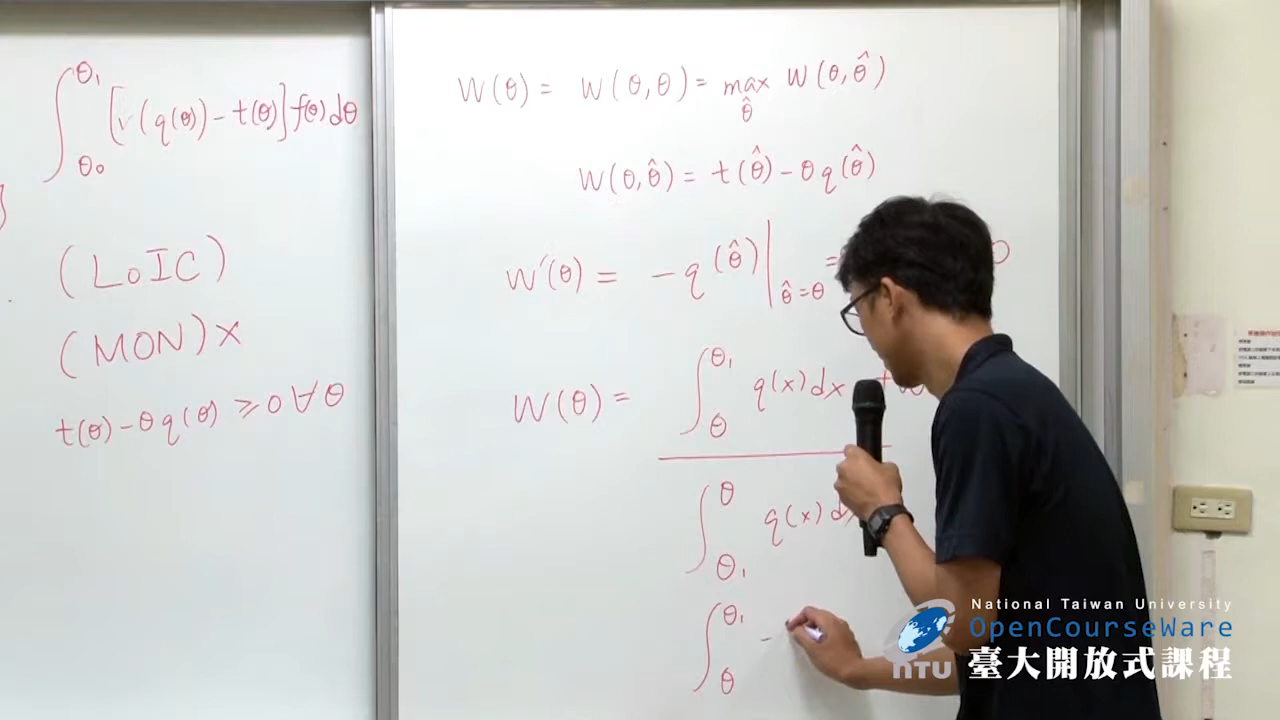 ∫_{θ₀}^{θ₁} [v(q(θ)) - t(θ)] f(θ) dθ
(LoIC)
(MON) X
t(θ) - θq(θ) ≥ 0 ∀ θ
W(θ) = W(θ,θ) = max_{θ̂} W(θ,θ̂)
W(θ,θ̂) = t(θ̂) - θq(θ̂)
W'(θ) = -q(θ̂)|_{θ̂=θ} =
W(θ) = ∫_{θ}^{θ₁} q(x)dx +
∫_{θ₁}^{θ} q(x)d
∫_{θ}^{θ₁} -
National Taiwan University
OpenCourseWare
NTU 臺大開放式課程